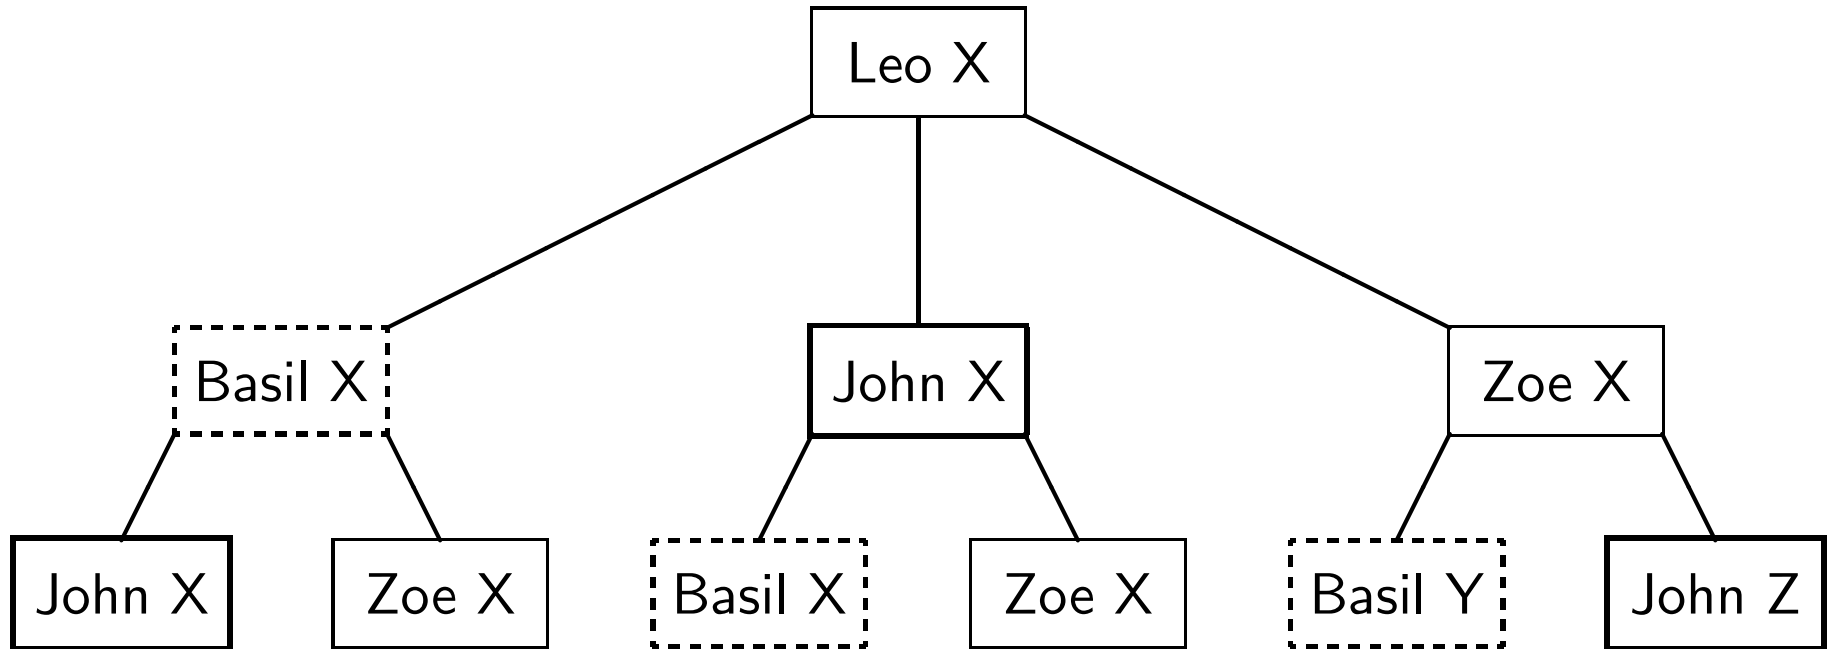 Leo X
Basil X
John X
Zoe X
John X
Zoe X
Basil X
Zoe X
Basil Y
John Z